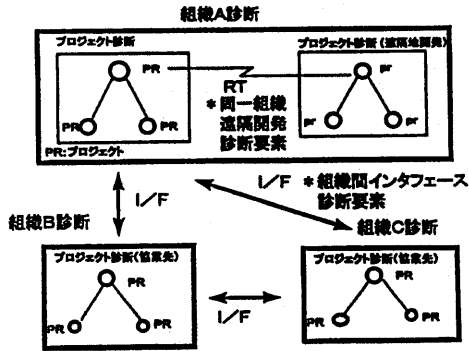 組織A診断
プロジェクト診断
プロジェクト診断(遠隔地開発)
PR
pr
RT
PR
PR
pr
pr
*同一組織
遠隔開発
診断要素
PR:プロジェクト
I/F
I/F
*組織間インタフェース
診断要素
組織B診断
組織C診断
プロジェクト診断(協業先)
プロジェクト診断(協業先)
PR
PR
PR
PR
I/F
PR
PR